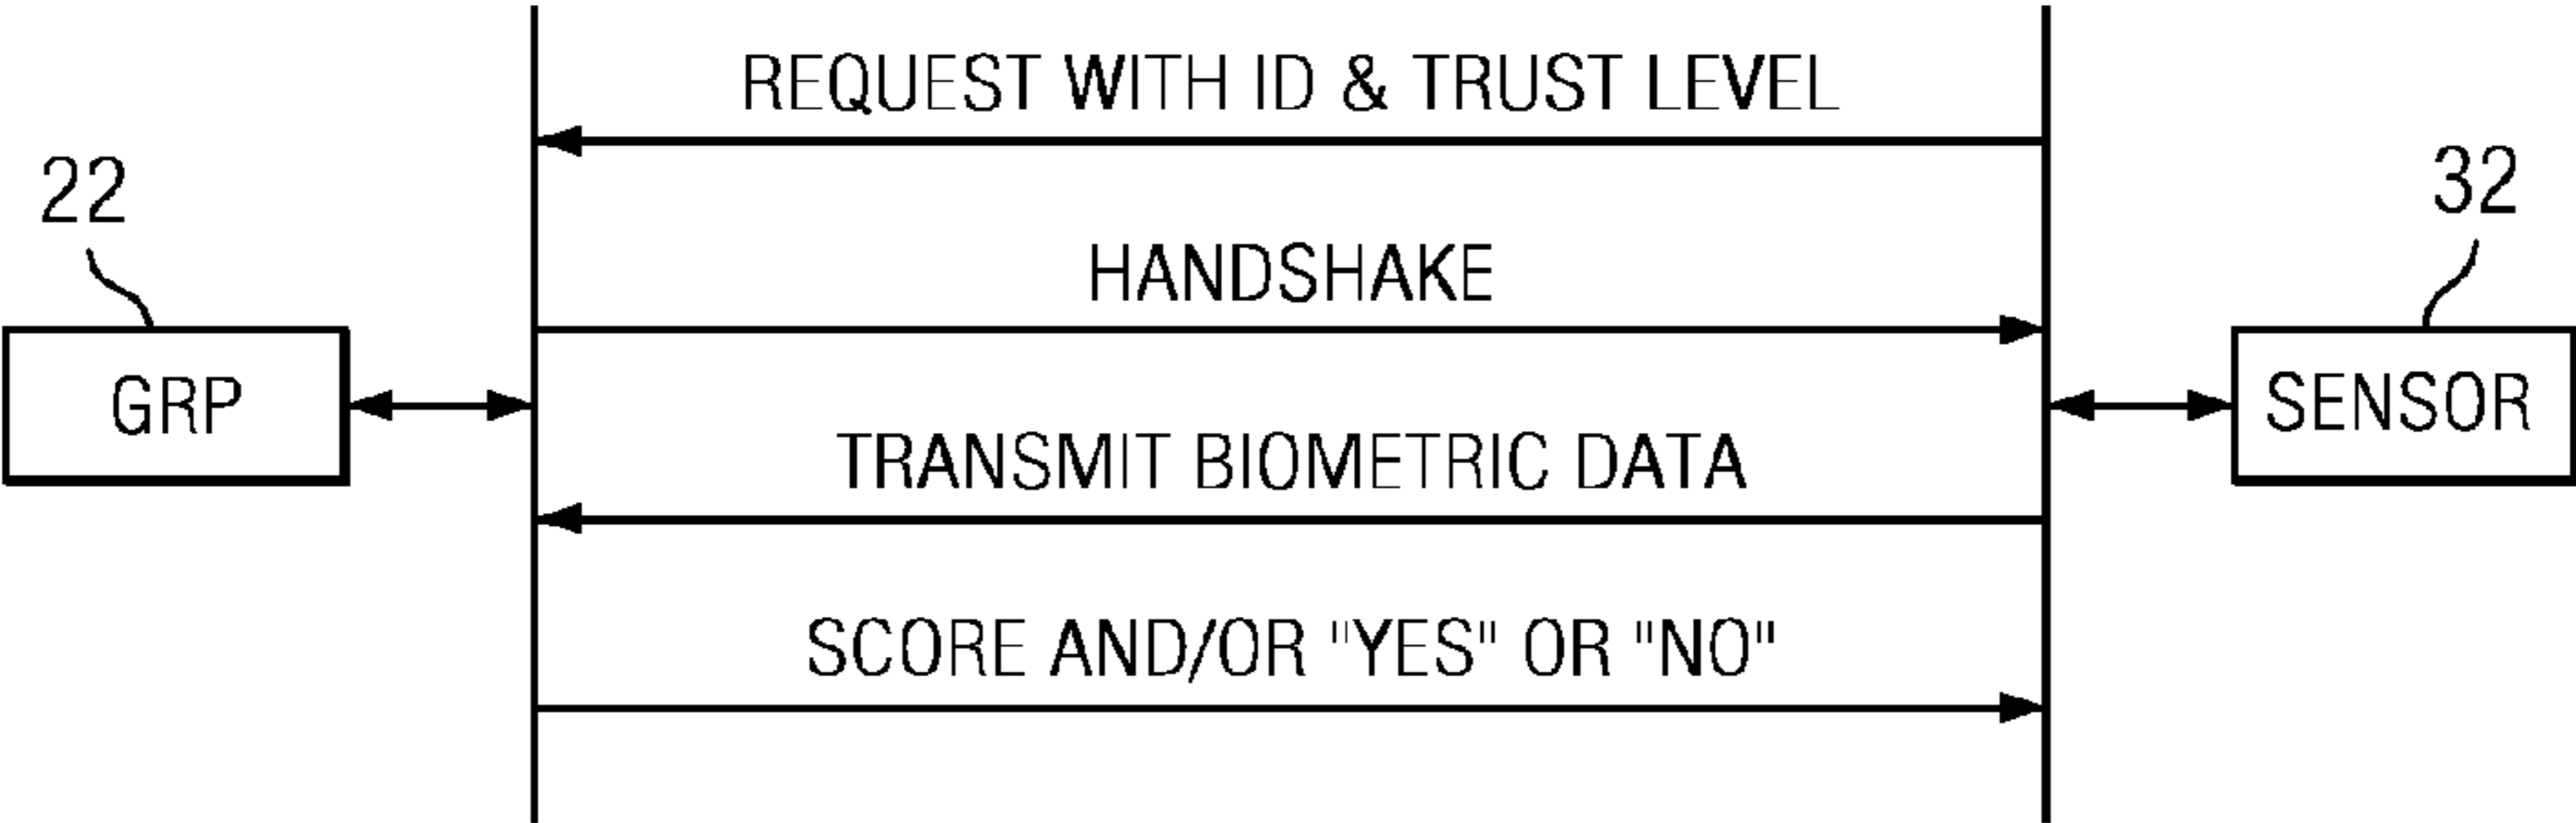 REQUEST WITH ID & TRUST LEVEL
22
32
HANDSHAKE
GRP
SENSOR
TRANSMIT BIOMETRIC DATA
SCORE AND/OR "YES" OR "NO"